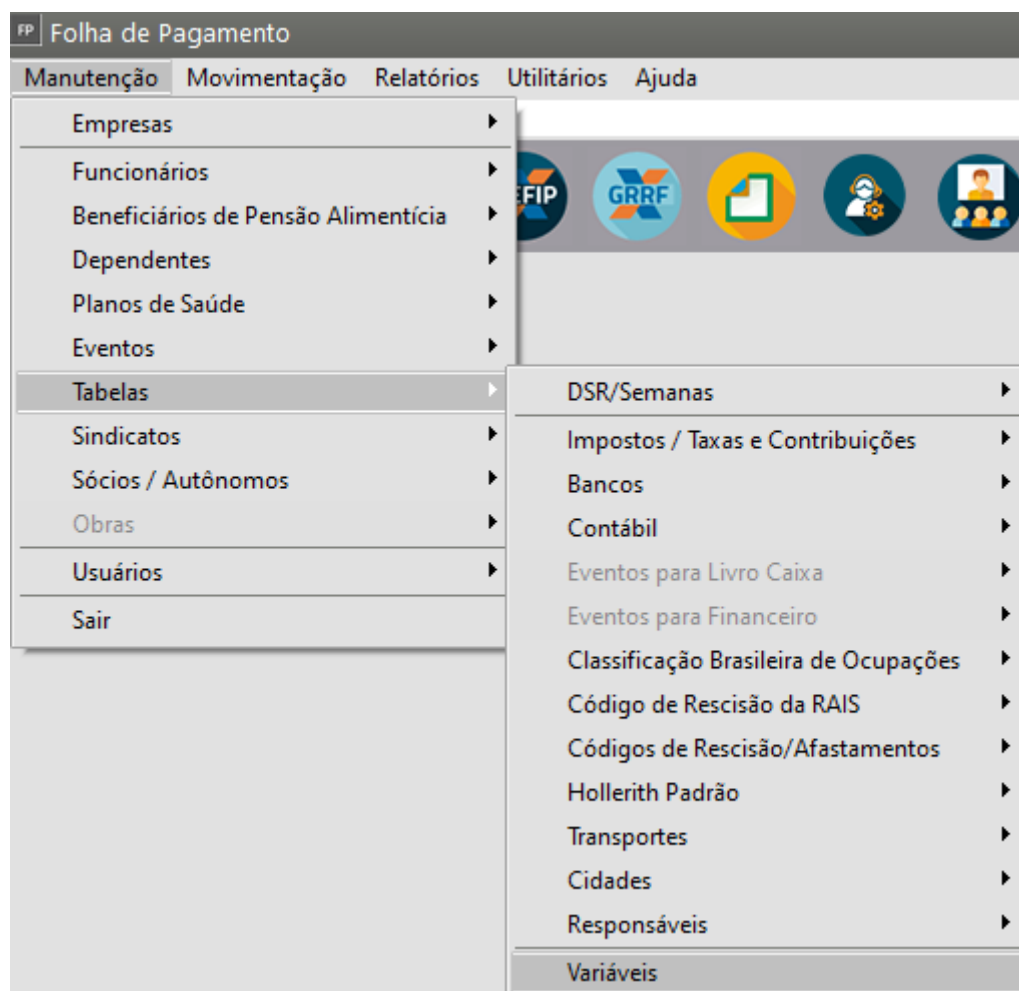 FP Folha de Pagamento
Manutenção Movimentação Relatórios Utilitários Ajuda
Empresas
Funcionários
Beneficiários de Pensão Alimentícia
Dependentes
Planos de Saúde
Eventos
Tabelas
Sindicatos
Sócios / Autônomos
Obras
Usuários
Sair
EFIP
GRRF
DSR/Semanas
Impostos / Taxas e Contribuições
Bancos
Contábil
Eventos para Livro Caixa
Eventos para Financeiro
Classificação Brasileira de Ocupações
Código de Rescisão da RAIS
Códigos de Rescisão/Afastamentos
Hollerith Padrão
Transportes
Cidades
Responsáveis
Variáveis